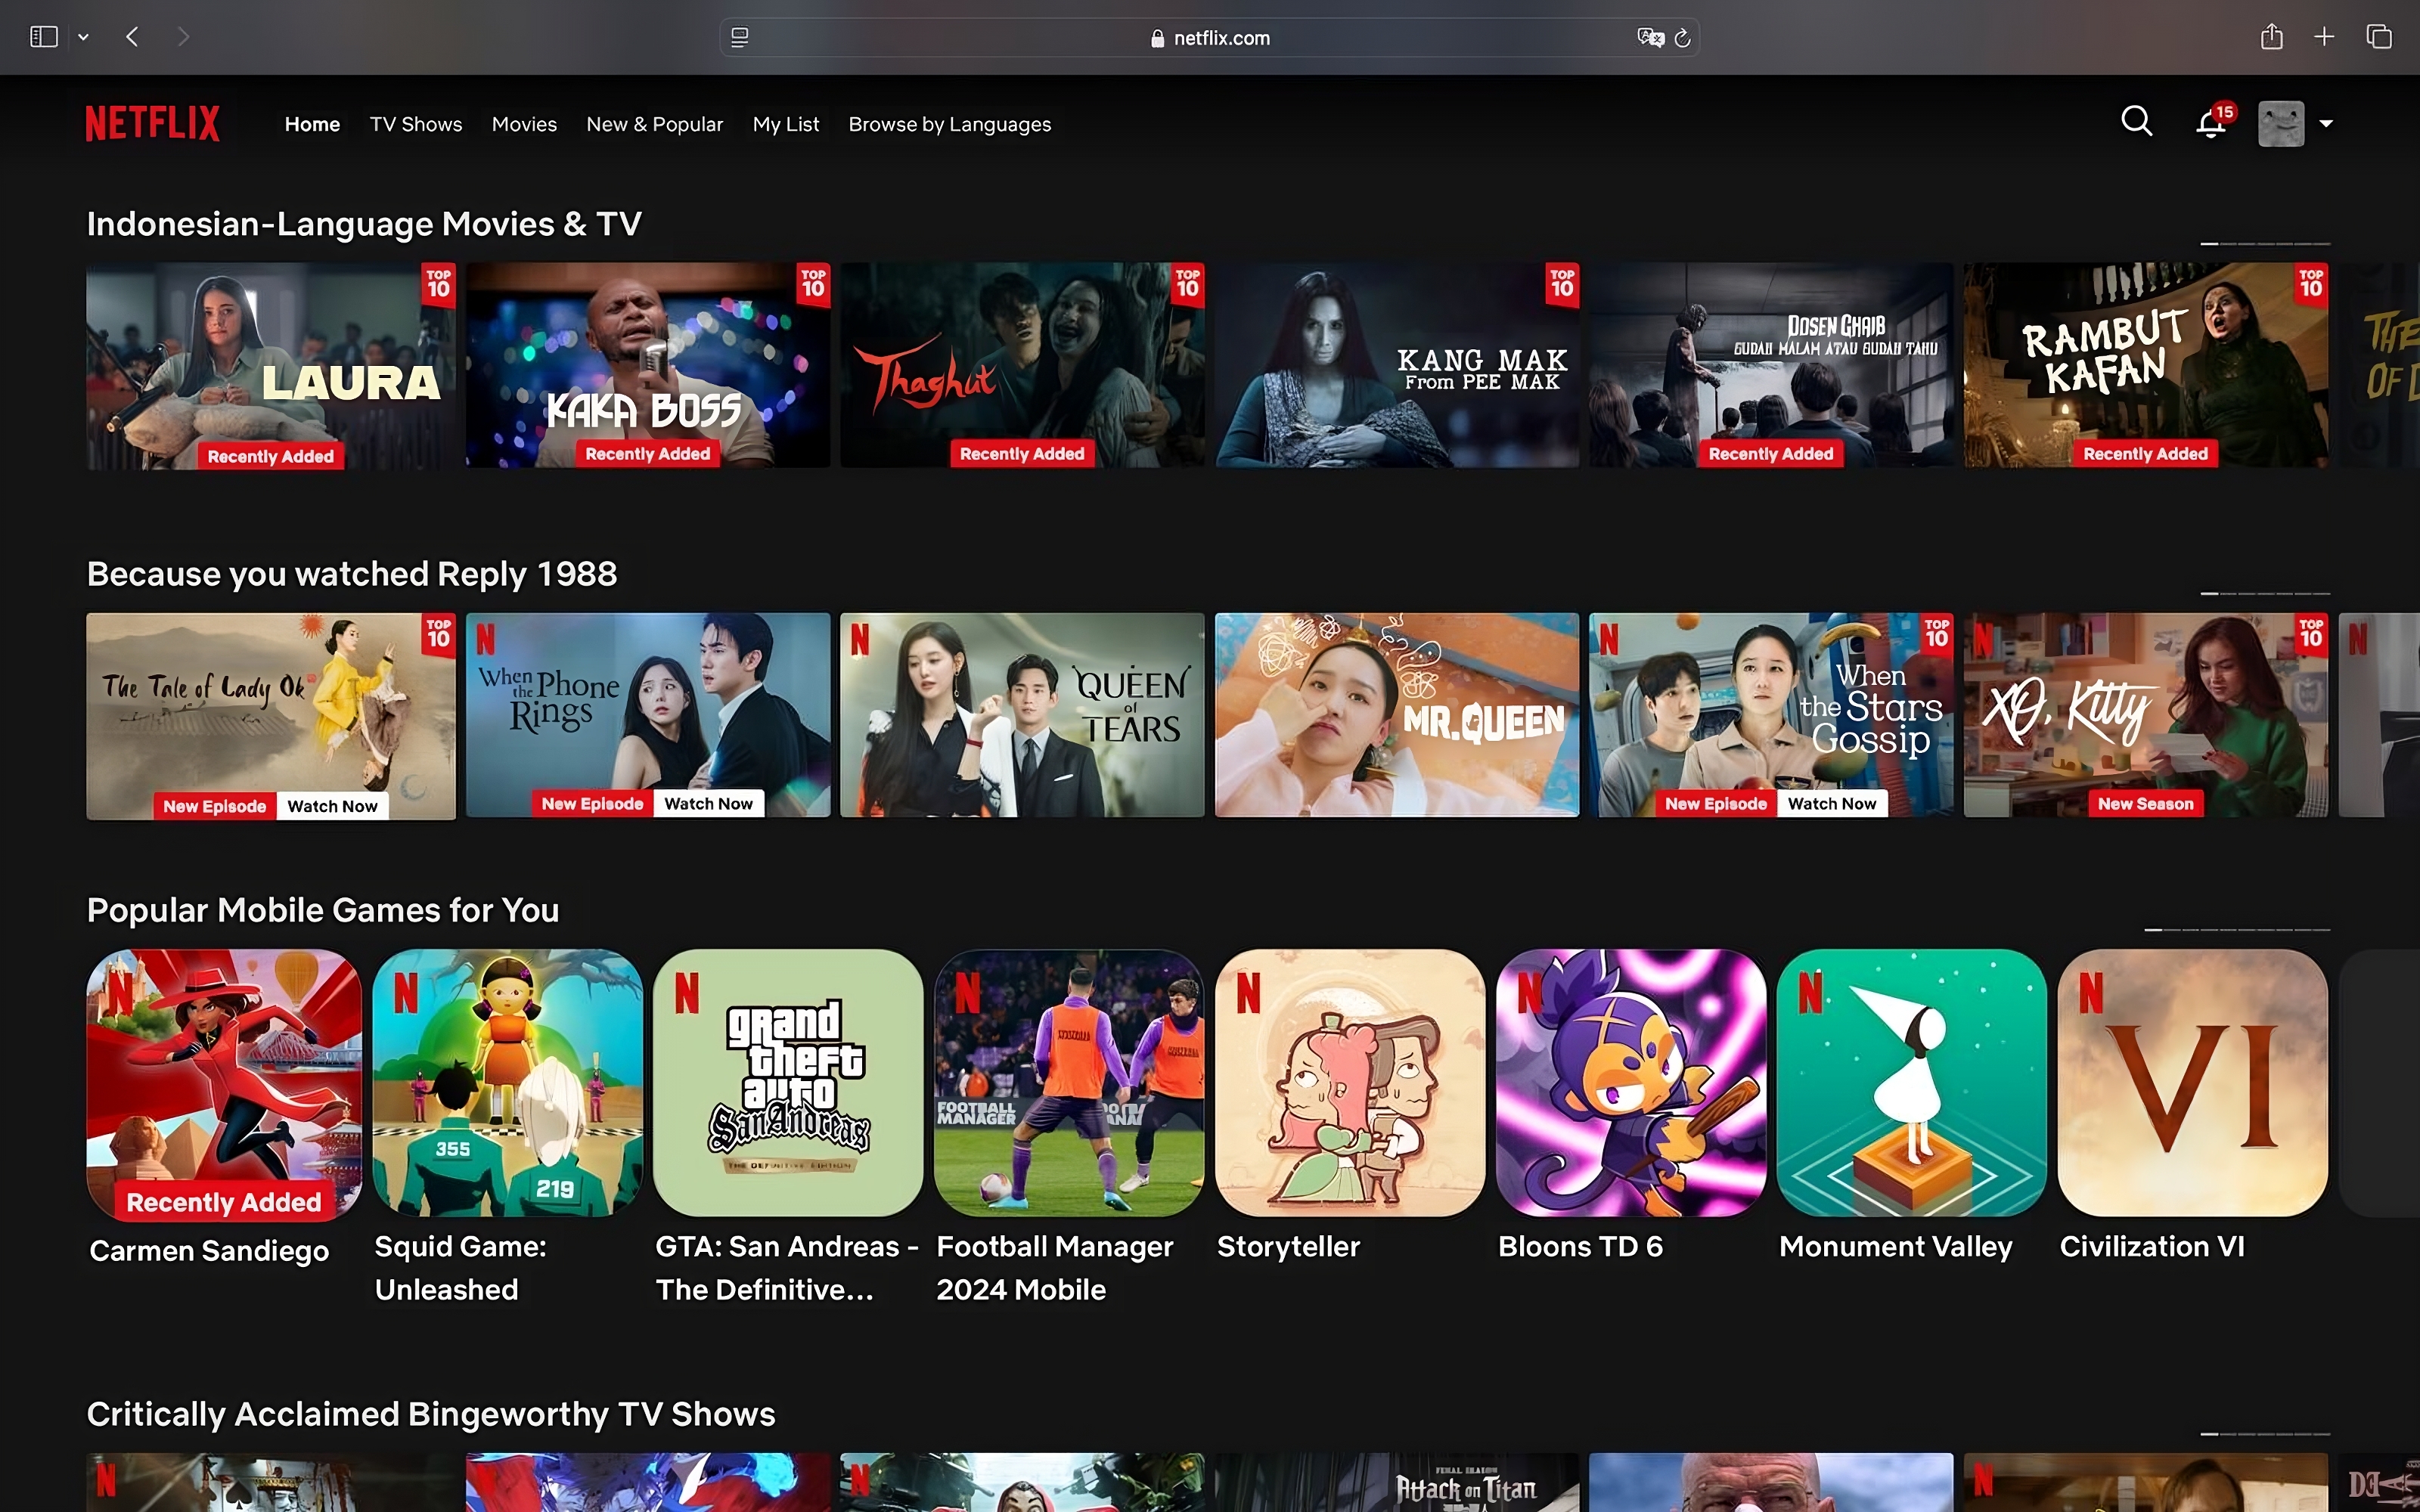 netflix.com
NETFLIX
Home TV Shows Movies New & Popular My List Browse by Languages
15
Indonesian-Language Movies & TV
TOP 10
LAURA
Recently Added
TOP 10
KAKA BOSS
Recently Added
TOP 10
Thaghut
Recently Added
TOP 10
KANG MAK
From PEE MAK
DOSEN GHAIB
SUDAH MALAM ATAU SUDAH TAHU
Recently Added
TOP 10
RAMBUT
KAFAN
Recently Added
THE
OF
Because you watched Reply 1988
TOP 10
The Tale of Lady Ok
New Episode Watch Now
N
When
the Phone
Rings
New Episode Watch Now
N
QUEEN
of
TEARS
MR. QUEEN
N
TOP 10
When
the Stars
Gossip
New Episode Watch Now
N
TOP 10
XO, Kitty
New Season
N
Popular Mobile Games for You
N
Recently Added
Carmen Sandiego
N
355
219
Squid Game:
Unleashed
N
grand
theft
auto
San Andreas
THE DEFINITIVE EDITION
GTA: San Andreas -
The Definitive...
N
FOOTBALL
MANAGER
Football Manager
2024 Mobile
N
Storyteller
N
Bloons TD 6
N
Monument Valley
N
VI
Civilization VI
Critically Acclaimed Bingeworthy TV Shows
N
N
N
FINAL SEASON
Attack on Titan
N
DEA